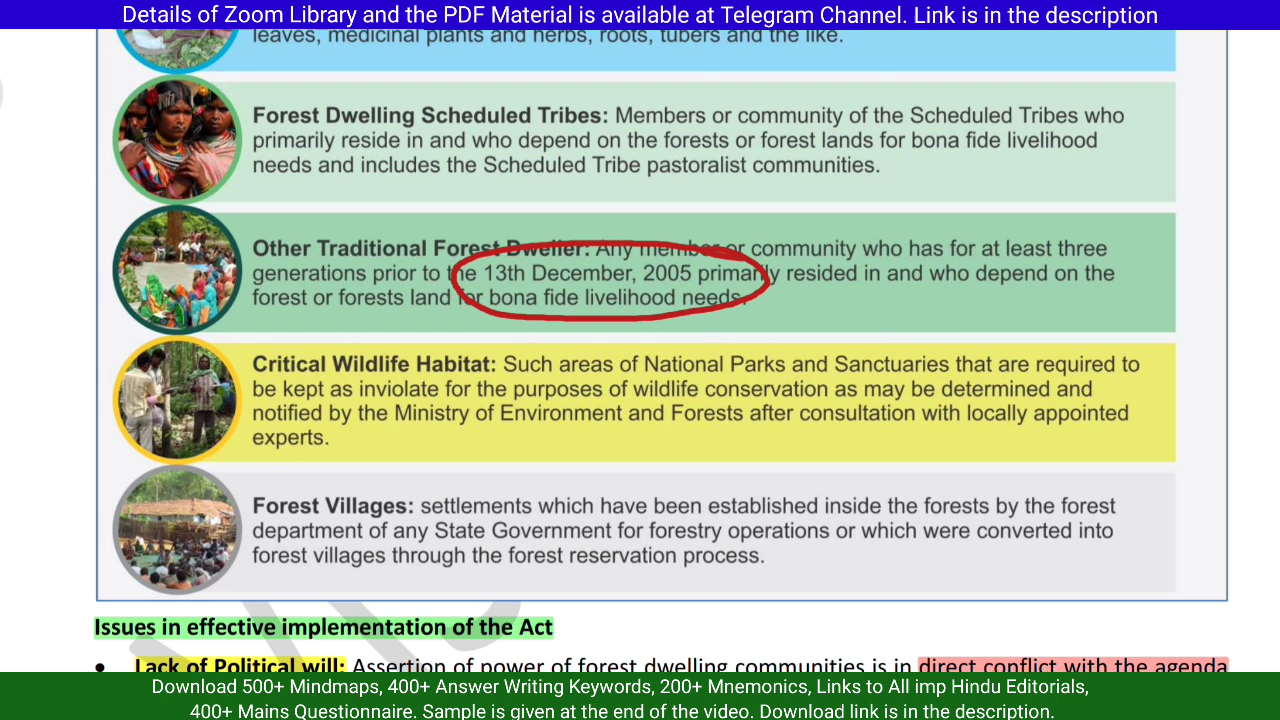 Details of Zoom Library and the PDF Material is available at Telegram Channel. Link is in the description
leaves, medicinal plants and herbs, roots, tubers and the like.
Forest Dwelling Scheduled Tribes: Members or community of the Scheduled Tribes who
primarily reside in and who depend on the forests or forest lands for bona fide livelihood
needs and includes the Scheduled Tribe pastoralist communities.
Other Traditional Forest Dweller: Any member or community who has for at least three
generations prior to the 13th December, 2005 primarily resided in and who depend on the
forest or forests land for bona fide livelihood needs.
Critical Wildlife Habitat: Such areas of National Parks and Sanctuaries that are required to
be kept as inviolate for the purposes of wildlife conservation as may be determined and
notified by the Ministry of Environment and Forests after consultation with locally appointed
experts.
Forest Villages: settlements which have been established inside the forests by the forest
department of any State Government for forestry operations or which were converted into
forest villages through the forest reservation process.
Issues in effective implementation of the Act
• Lack of Political will: Assertion of power of forest dwelling communities is in direct conflict with the agenda
Download 500+ Mindmaps, 400+ Answer Writing Keywords, 200+ Mnemonics, Links to All imp Hindu Editorials,
400+ Mains Questionnaire. Sample is given at the end of the video. Download link is in the description.